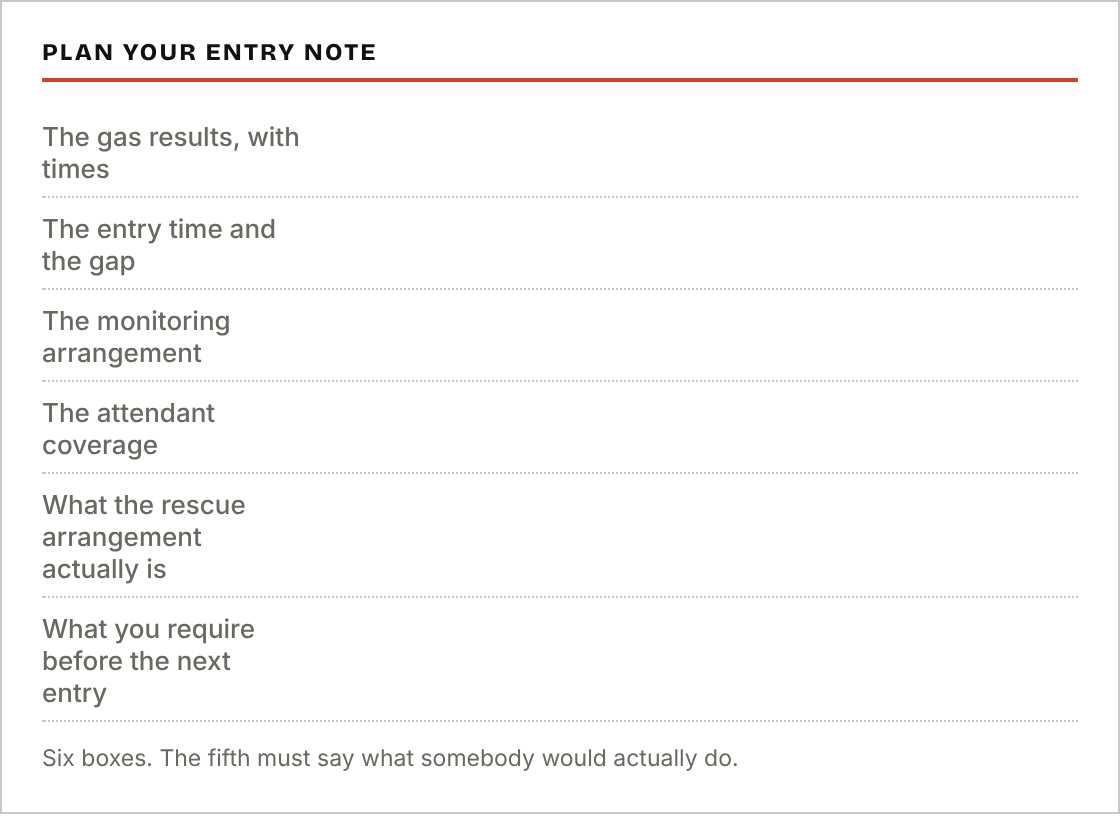 PLAN YOUR ENTRY NOTE
The gas results, with
times
The entry time and
the gap
The monitoring
arrangement
The attendant
coverage
What the rescue
arrangement
actually is
What you require
before the next
entry
Six boxes. The fifth must say what somebody would actually do.